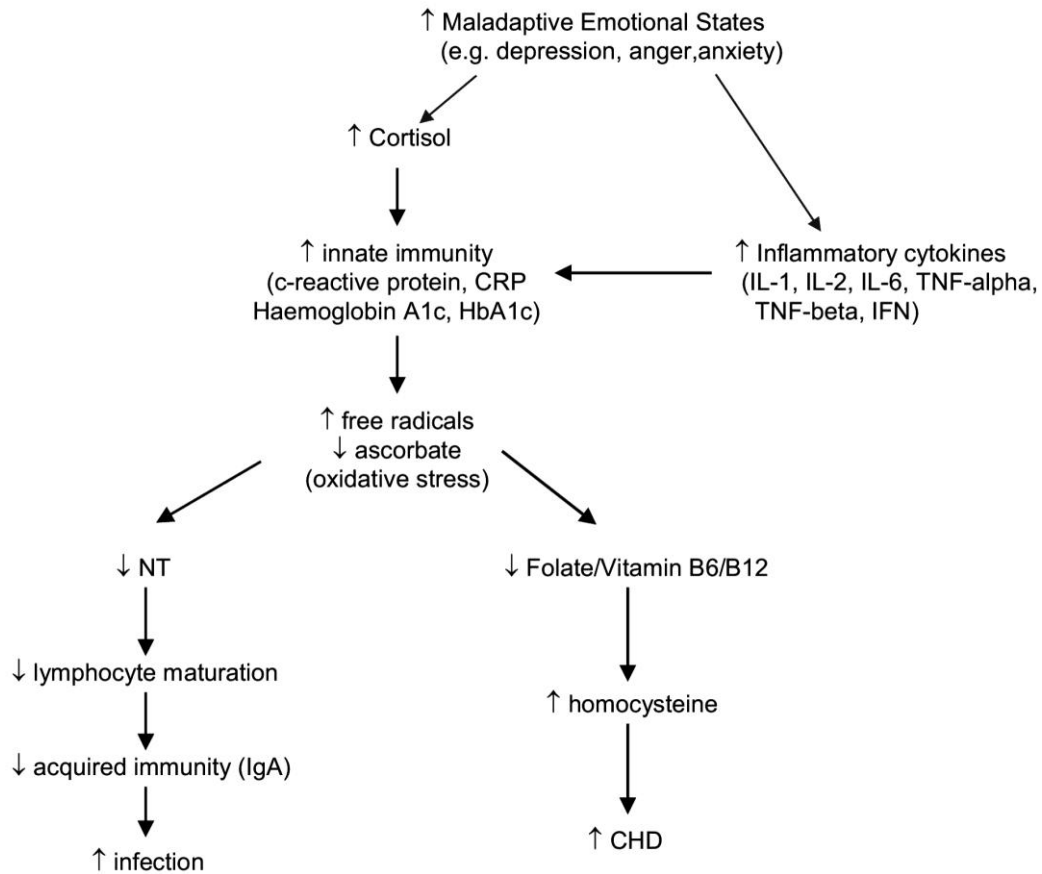 ↑ Maladaptive Emotional States
(e.g. depression, anger,anxiety)
↑ Cortisol
↑ innate immunity
(c-reactive protein, CRP
Haemoglobin A1c, HbA1c)
↑ Inflammatory cytokines
(IL-1, IL-2, IL-6, TNF-alpha,
TNF-beta, IFN)
↑ free radicals
↓ ascorbate
(oxidative stress)
↓ NT
↓ lymphocyte maturation
↓ acquired immunity (IgA)
↑ infection
↓ Folate/Vitamin B6/B12
↑ homocysteine
↑ CHD